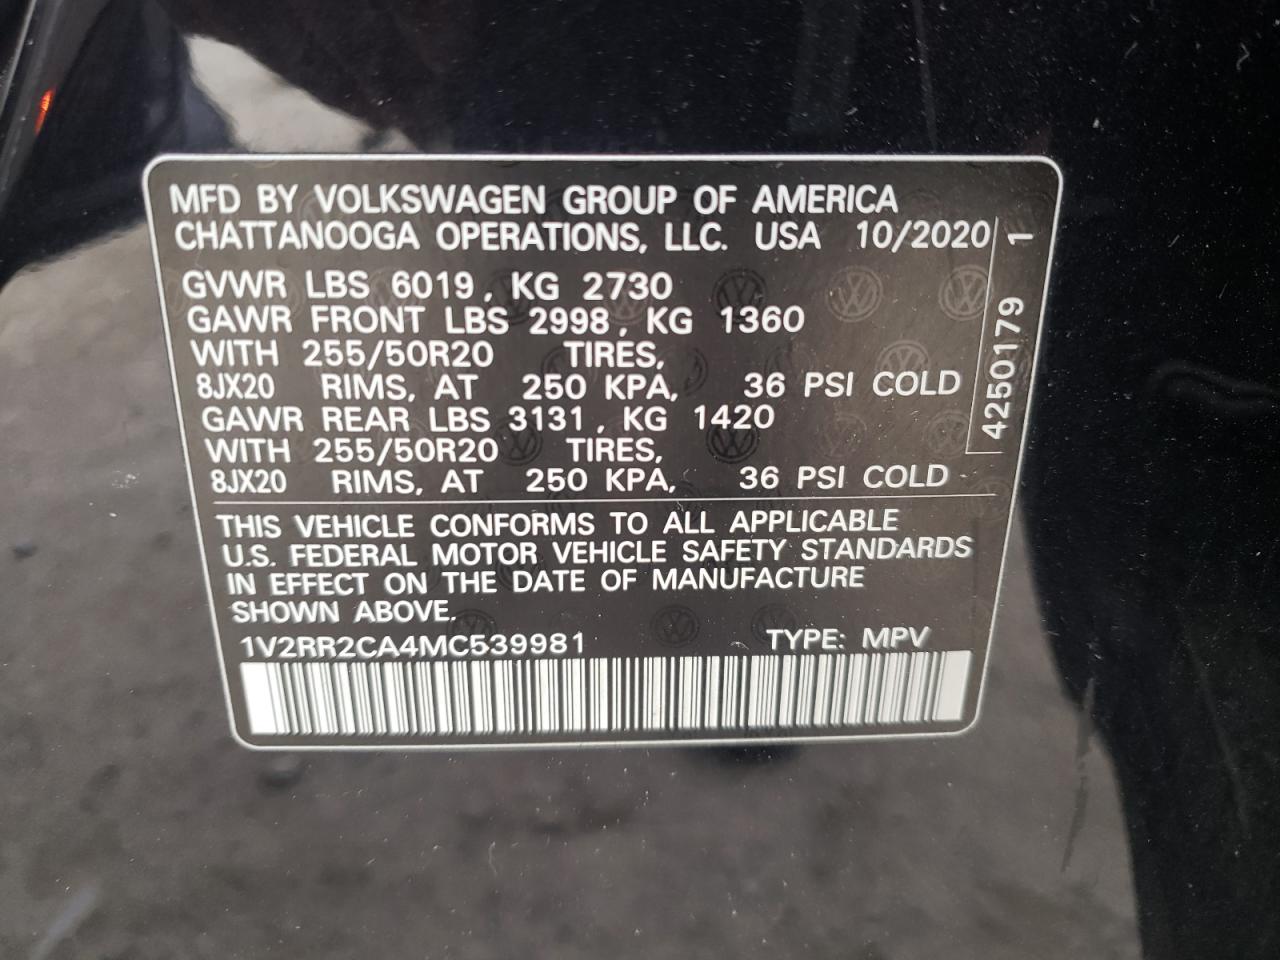 MFD BY VOLKSWAGEN GROUP OF AMERICA
CHATTANOOGA OPERATIONS, LLC. USA 10/2020
GVWR LBS 6019, KG 2730
GAWR FRONT LBS 2998, KG 1360
WITH 255/50R20 TIRES,
8JX20 RIMS, AT 250 KPA, 36 PSI COLD
GAWR REAR LBS 3131, KG 1420
WITH 255/50R20 TIRES,
8JX20 RIMS, AT 250 KPA, 36 PSI COLD
THIS VEHICLE CONFORMS TO ALL APPLICABLE
U.S. FEDERAL MOTOR VEHICLE SAFETY STANDARDS
IN EFFECT ON THE DATE OF MANUFACTURE
SHOWN ABOVE.
1V2RR2CA4MC539981 TYPE: MPV
4250179 1